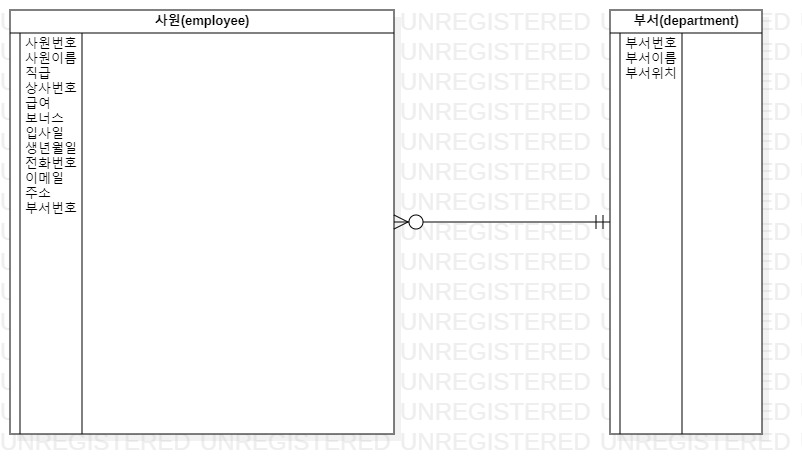 사원(employee)
사원번호
사원이름
직급
상사번호
급여
보너스
입사일
생년월일
전화번호
이메일
주소
부서번호
부서(department)
부서번호
부서이름
부서위치
UNREGISTERED